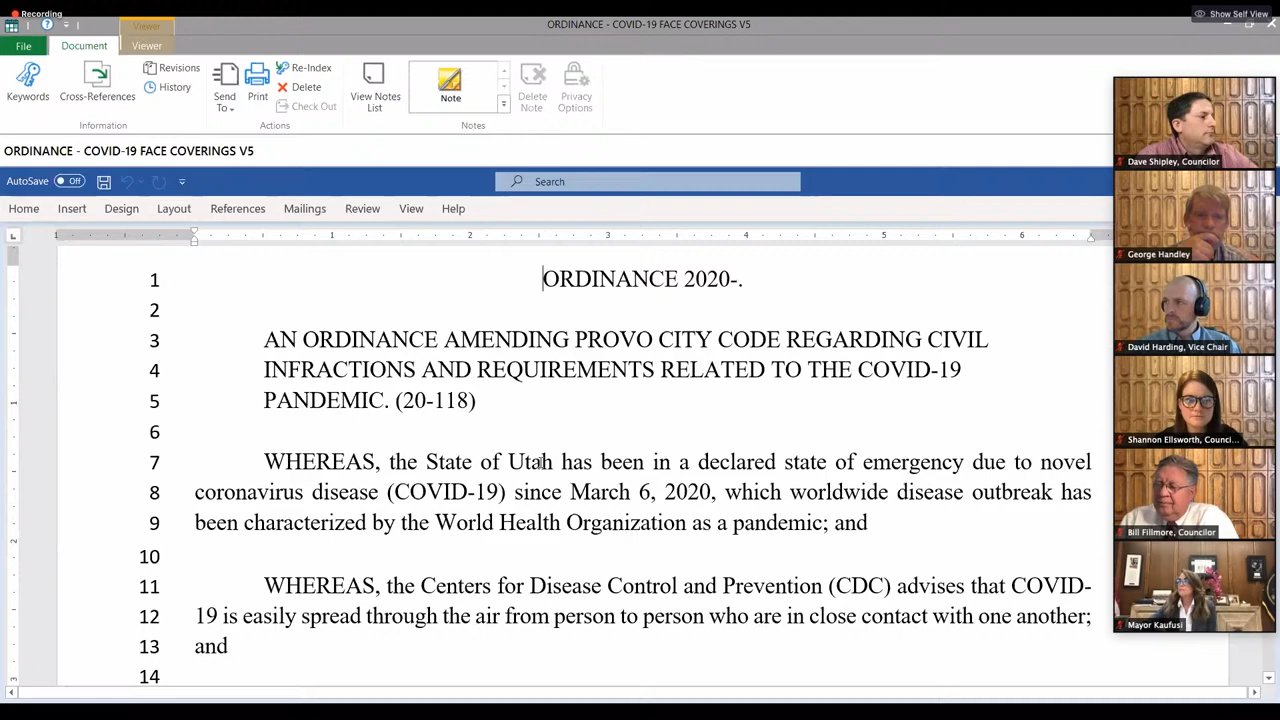 Recording
ORDINANCE - COVID-19 FACE COVERINGS V5
Show Self View
Viewer
File
Document
Viewer
Keywords
Cross-References
Revisions
History
Information
Send To
Print
Re-Index
Delete
Check Out
Actions
View Notes List
Note
Delete Note
Privacy Options
Notes
ORDINANCE - COVID-19 FACE COVERINGS V5
AutoSave Off
Search
Home Insert Design Layout References Mailings Review View Help
1 1 2 3 4 5 6
1 ORDINANCE 2020-.
2
3 AN ORDINANCE AMENDING PROVO CITY CODE REGARDING CIVIL
4 INFRACTIONS AND REQUIREMENTS RELATED TO THE COVID-19
5 PANDEMIC. (20-118)
6
7 WHEREAS, the State of Utah has been in a declared state of emergency due to novel
8 coronavirus disease (COVID-19) since March 6, 2020, which worldwide disease outbreak has
9 been characterized by the World Health Organization as a pandemic; and
10
11 WHEREAS, the Centers for Disease Control and Prevention (CDC) advises that COVID-
12 19 is easily spread through the air from person to person who are in close contact with one another;
13 and
14
Dave Shipley, Councilor
George Handley
David Harding, Vice Chair
Shannon Ellsworth, Counci...
Bill Fillmore, Councilor
Mayor Kaufusi